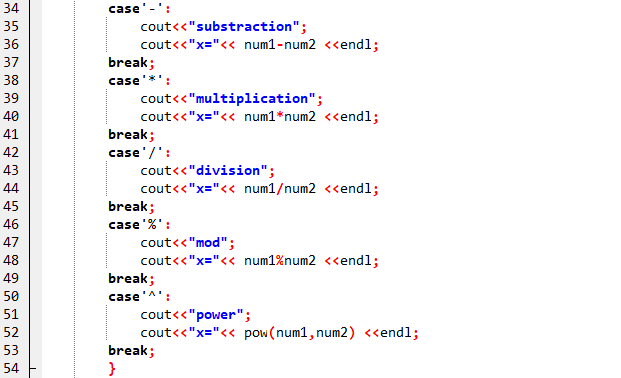 34 case'-':
35 cout<<"substraction";
36 cout<<"x="<< num1-num2 <<endl;
37 break;
38 case'*':
39 cout<<"multiplication";
40 cout<<"x="<< num1*num2 <<endl;
41 break;
42 case'/':
43 cout<<"division";
44 cout<<"x="<< num1/num2 <<endl;
45 break;
46 case'%':
47 cout<<"mod";
48 cout<<"x="<< num1%num2 <<endl;
49 break;
50 case'^':
51 cout<<"power";
52 cout<<"x="<< pow(num1,num2) <<endl;
53 break;
54 }